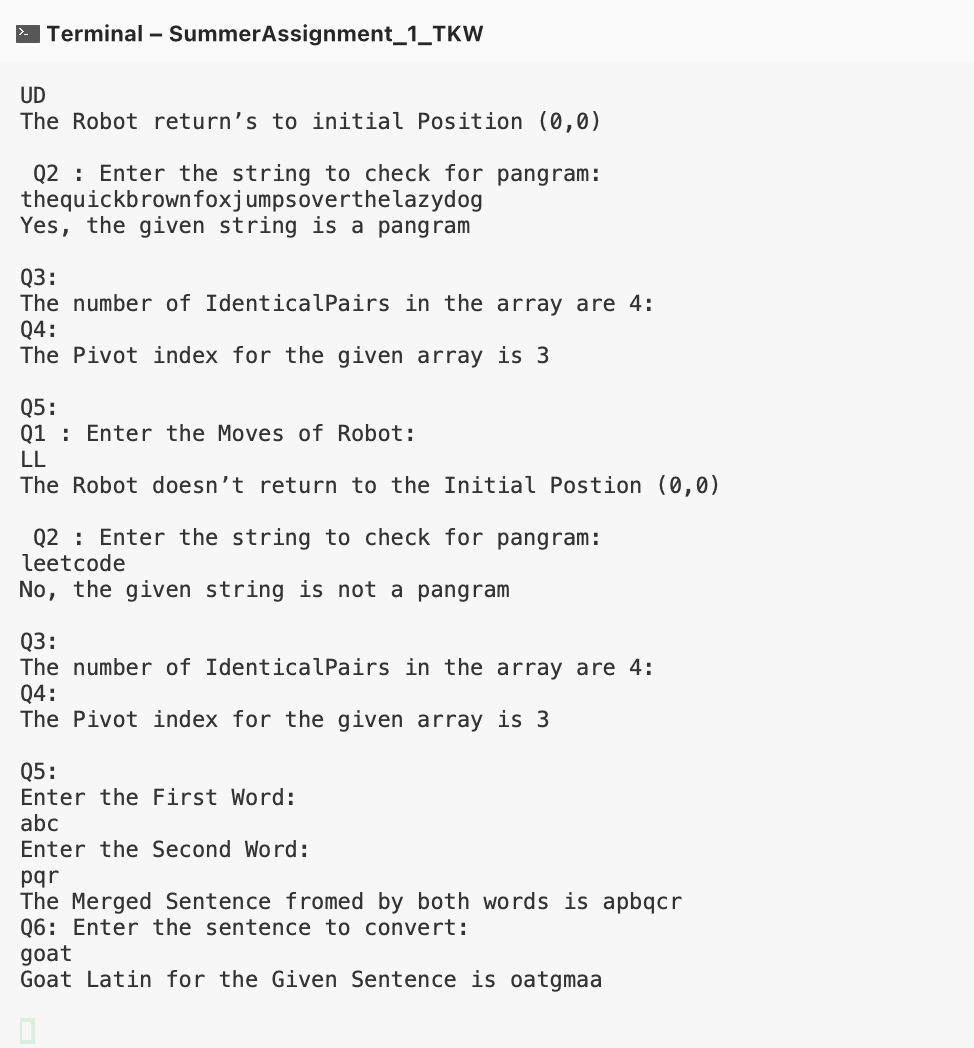 Terminal – SummerAssignment_1_TKW
UD
The Robot return’s to initial Position (0,0)
Q2 : Enter the string to check for pangram:
thequickbrownfoxjumpsoverthelazydog
Yes, the given string is a pangram
Q3:
The number of IdenticalPairs in the array are 4:
Q4:
The Pivot index for the given array is 3
Q5:
Q1 : Enter the Moves of Robot:
LL
The Robot doesn’t return to the Initial Postion (0,0)
Q2 : Enter the string to check for pangram:
leetcode
No, the given string is not a pangram
Q3:
The number of IdenticalPairs in the array are 4:
Q4:
The Pivot index for the given array is 3
Q5:
Enter the First Word:
abc
Enter the Second Word:
pqr
The Merged Sentence fromed by both words is apbqcr
Q6: Enter the sentence to convert:
goat
Goat Latin for the Given Sentence is oatgmaa